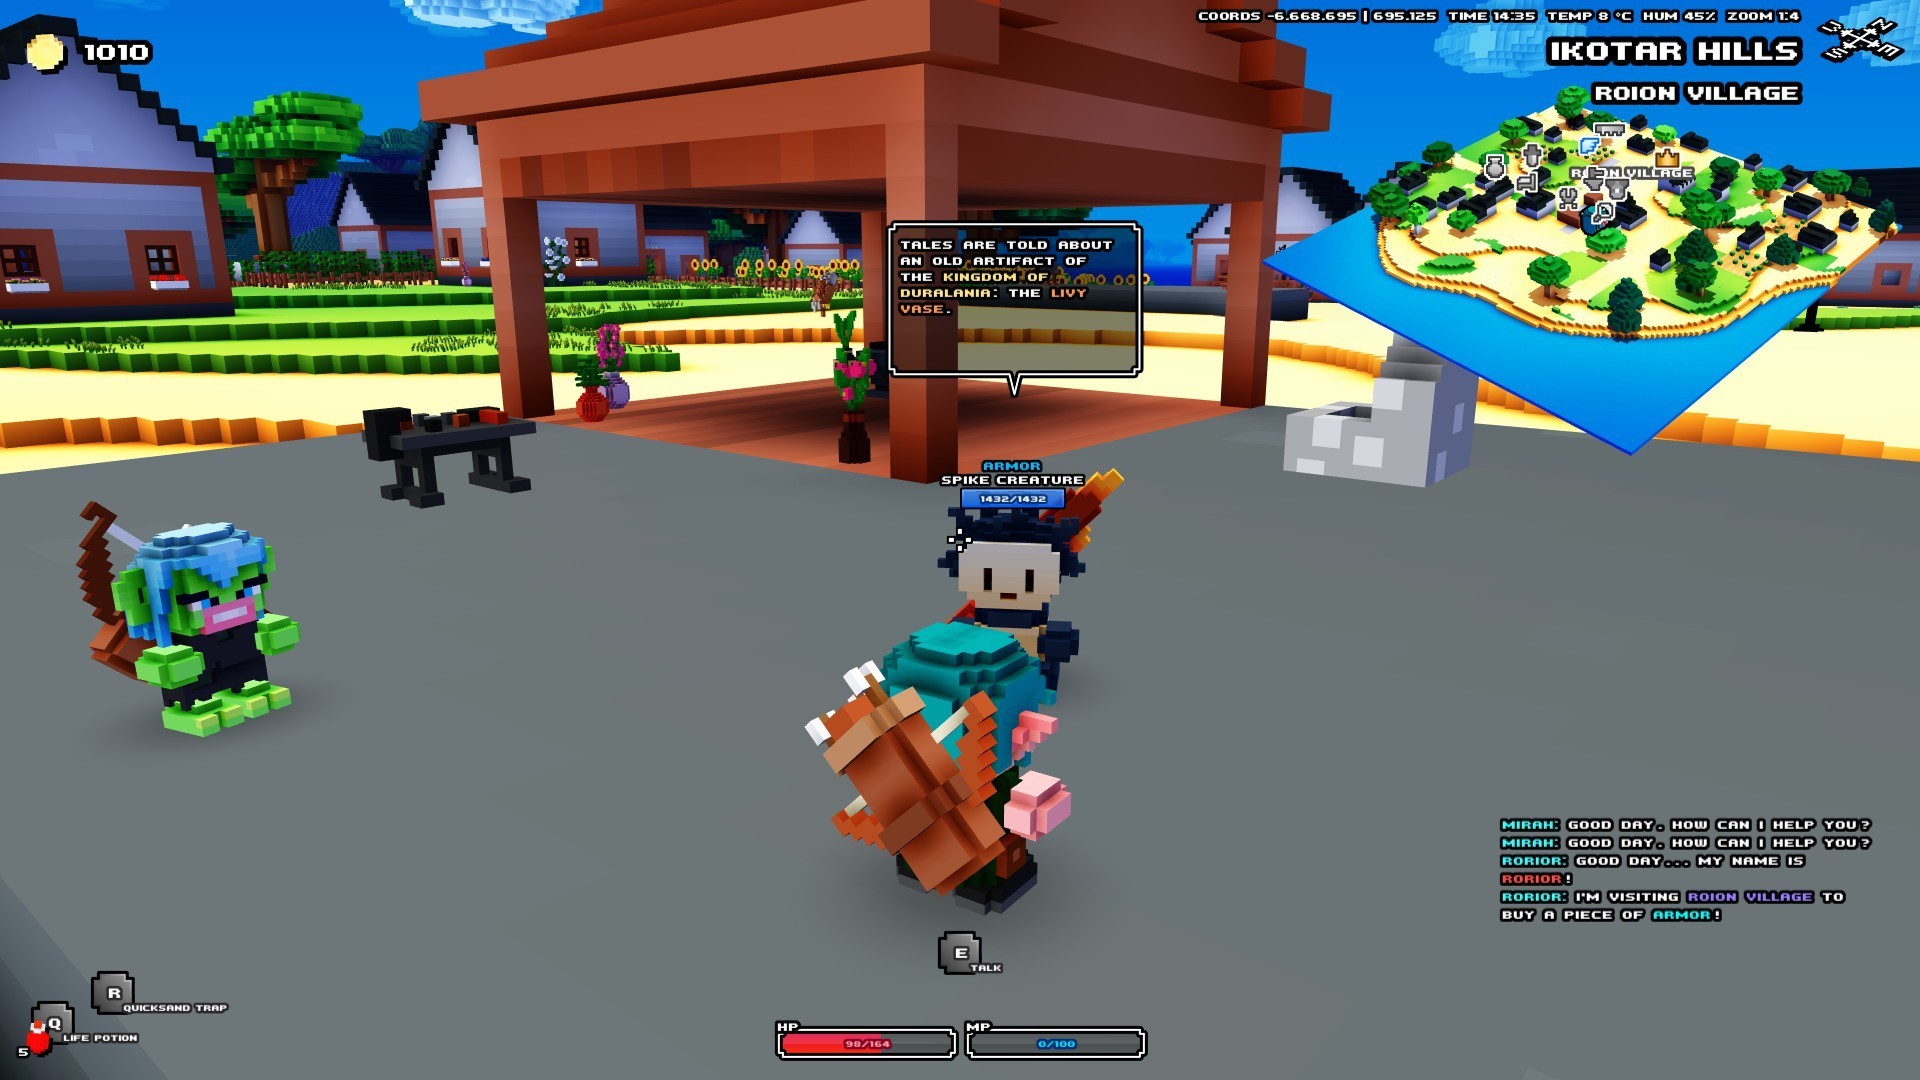 1010
COORDS -6.668.695 | 695.125 TIME 14:35 TEMP 8 °C HUM 45% ZOOM 1:4
IKOTAR HILLS
ROION VILLAGE
N
E
VILLAGE
TALES ARE TOLD ABOUT
AN OLD ARTIFACT OF
THE KINGDOM OF
DURALANIA: THE LIVY
VASE.
ARMOR
SPIKE CREATURE
1432/1432
MIRAH: GOOD DAY. HOW CAN I HELP YOU?
MIRAH: GOOD DAY. HOW CAN I HELP YOU?
RORIOR: GOOD DAY... MY NAME IS
RORIOR!
RORIOR: I'M VISITING ROION VILLAGE TO
BUY A PIECE OF ARMOR!
E
TALK
R
QUICKSAND TRAP
Q
LIFE POTION
5
HP
98/164
MP
0/100